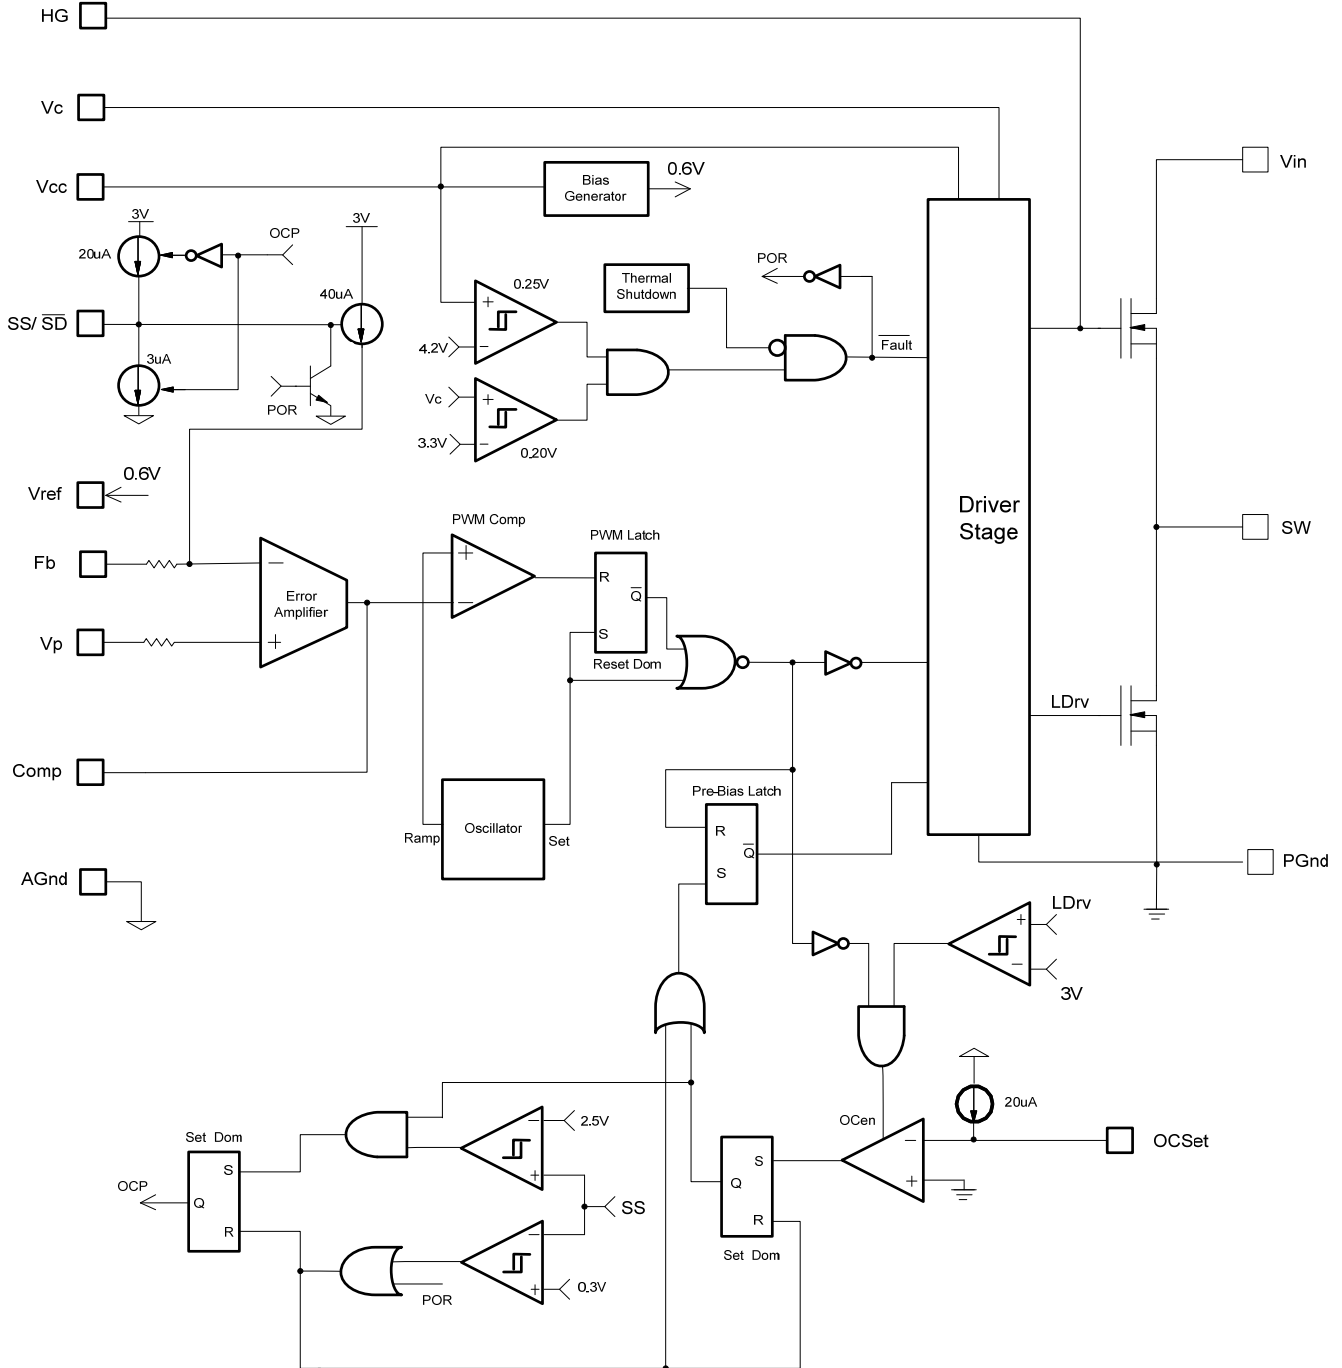 HG
Vc
Vin
Vcc
Bias
Generator
0.6V
3V
20uA
OCP
3V
40uA
SS/ SD
3uA
POR
0.25V
+
−
4.2V
Thermal
Shutdown
POR
Fault
Vc
+
3.3V
−
0.20V
Vref
0.6V
Driver
Stage
SW
PWM Comp
PWM Latch
Fb
−
Error
Amplifier
+
Vp
+
−
R
Q
S
Reset Dom
LDrv
Comp
Ramp
Oscillator
Set
Pre-Bias Latch
R
Q
S
AGnd
PGnd
LDrv
+
−
3V
20uA
OCen
−
+
OCSet
Set Dom
S
Q
R
OCP
−
2.5V
+
SS
−
+
0.3V
POR
S
Q
R
Set Dom